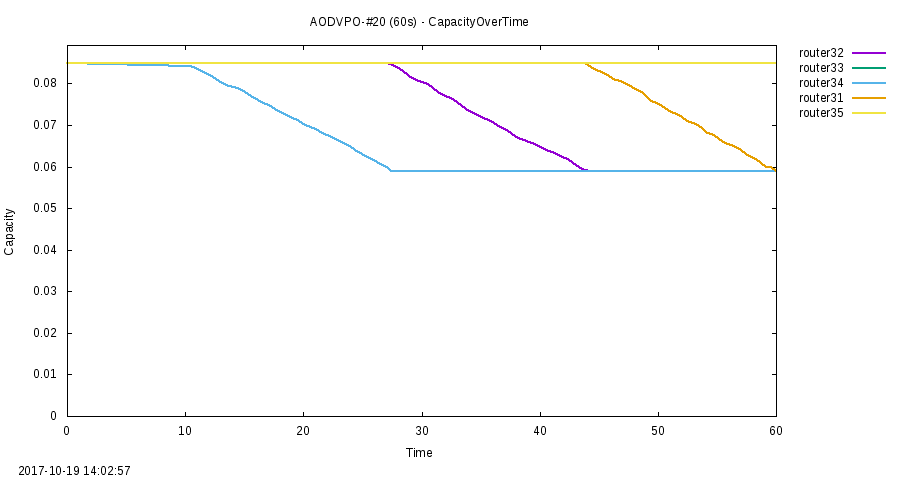 AODVPO-#20 (60s) - CapacityOverTime
router32
router33
router34
router31
router35
0.08
0.07
0.06
0.05
0.04
0.03
0.02
0.01
0
Capacity
0 10 20 30 40 50 60
Time
2017-10-19 14:02:57